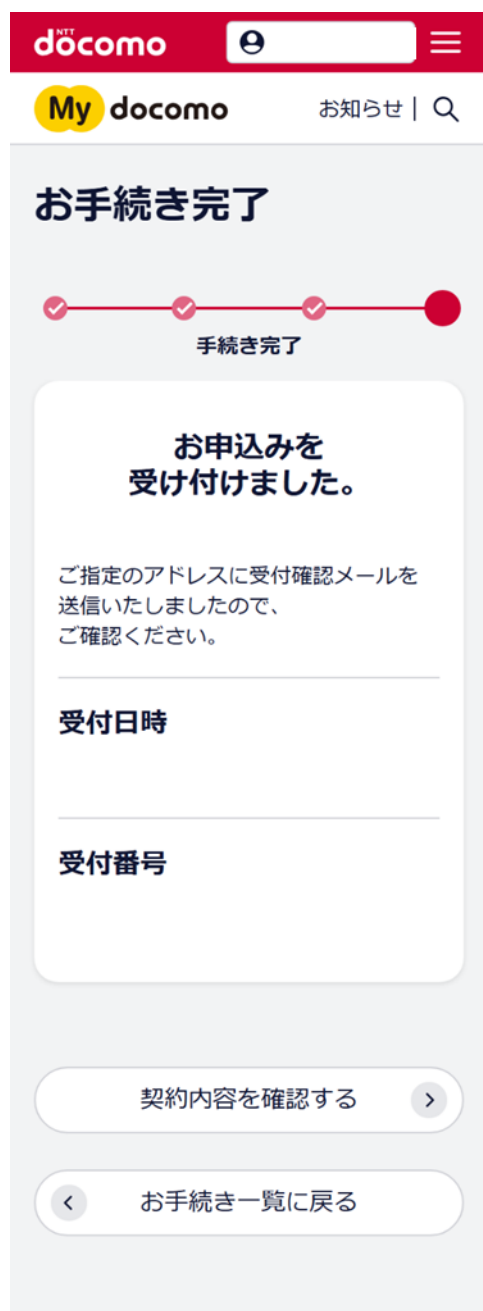 NTT
docomo
My docomo
お知らせ
お手続き完了
手続き完了
お申込みを
受け付けました。
ご指定のアドレスに受付確認メールを
送信いたしましたので、
ご確認ください。
受付日時
受付番号
契約内容を確認する
お手続き一覧に戻る